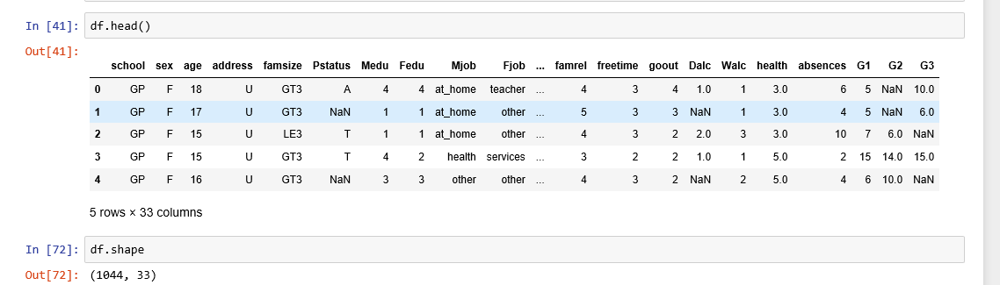 In [41]: df.head()
Out[41]:
school sex age address famsize Pstatus Medu Fedu Mjob Fjob ... famrel freetime goout Dalc Walc health absences G1 G2 G3
0 GP F 18 U GT3 A 4 4 at_home teacher ... 4 3 4 1.0 1 3.0 6 5 NaN 10.0
1 GP F 17 U GT3 NaN 1 1 at_home other ... 5 3 3 NaN 1 3.0 4 5 NaN 6.0
2 GP F 15 U LE3 T 1 1 at_home other ... 4 3 2 2.0 3 3.0 10 7 6.0 NaN
3 GP F 15 U GT3 T 4 2 health services ... 3 2 2 1.0 1 5.0 2 15 14.0 15.0
4 GP F 16 U GT3 NaN 3 3 other other ... 4 3 2 NaN 2 5.0 4 6 10.0 NaN
5 rows × 33 columns
In [72]: df.shape
Out[72]: (1044, 33)